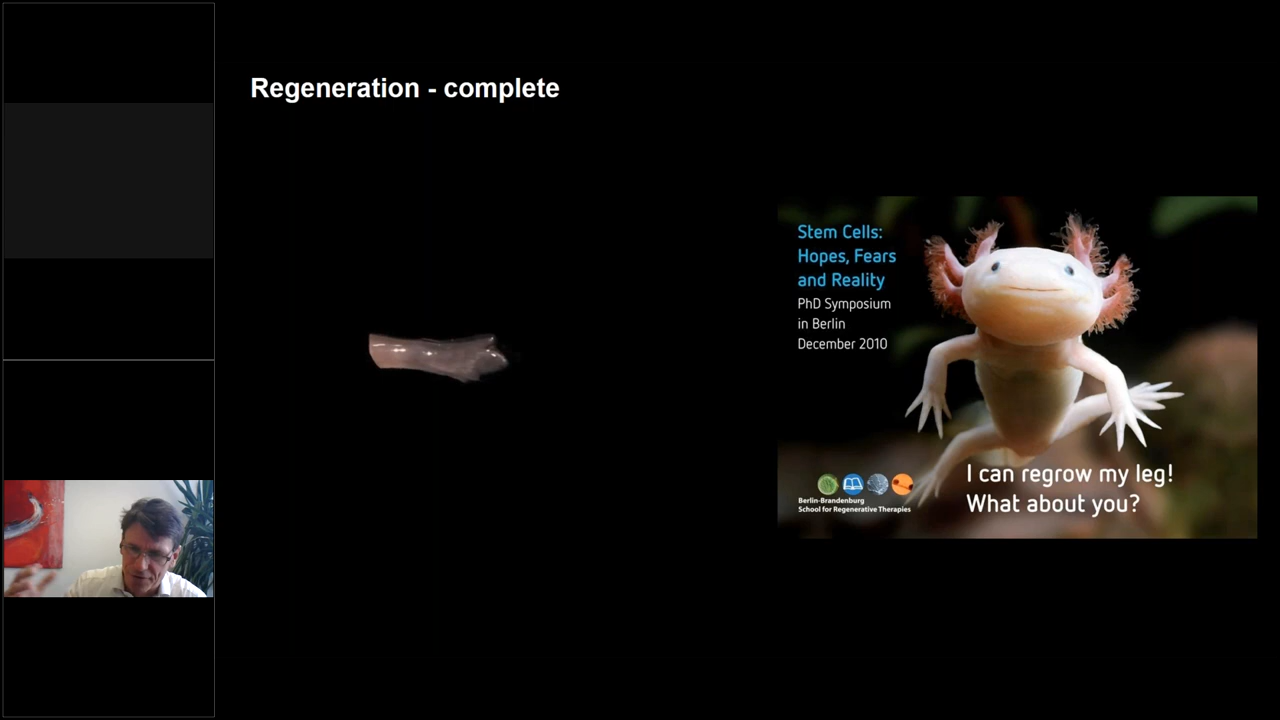 Regeneration - complete
Stem Cells:
Hopes, Fears
and Reality
PhD Symposium
in Berlin
December 2010
I can regrow my leg!
What about you?
Berlin-Brandenburg
School for Regenerative Therapies